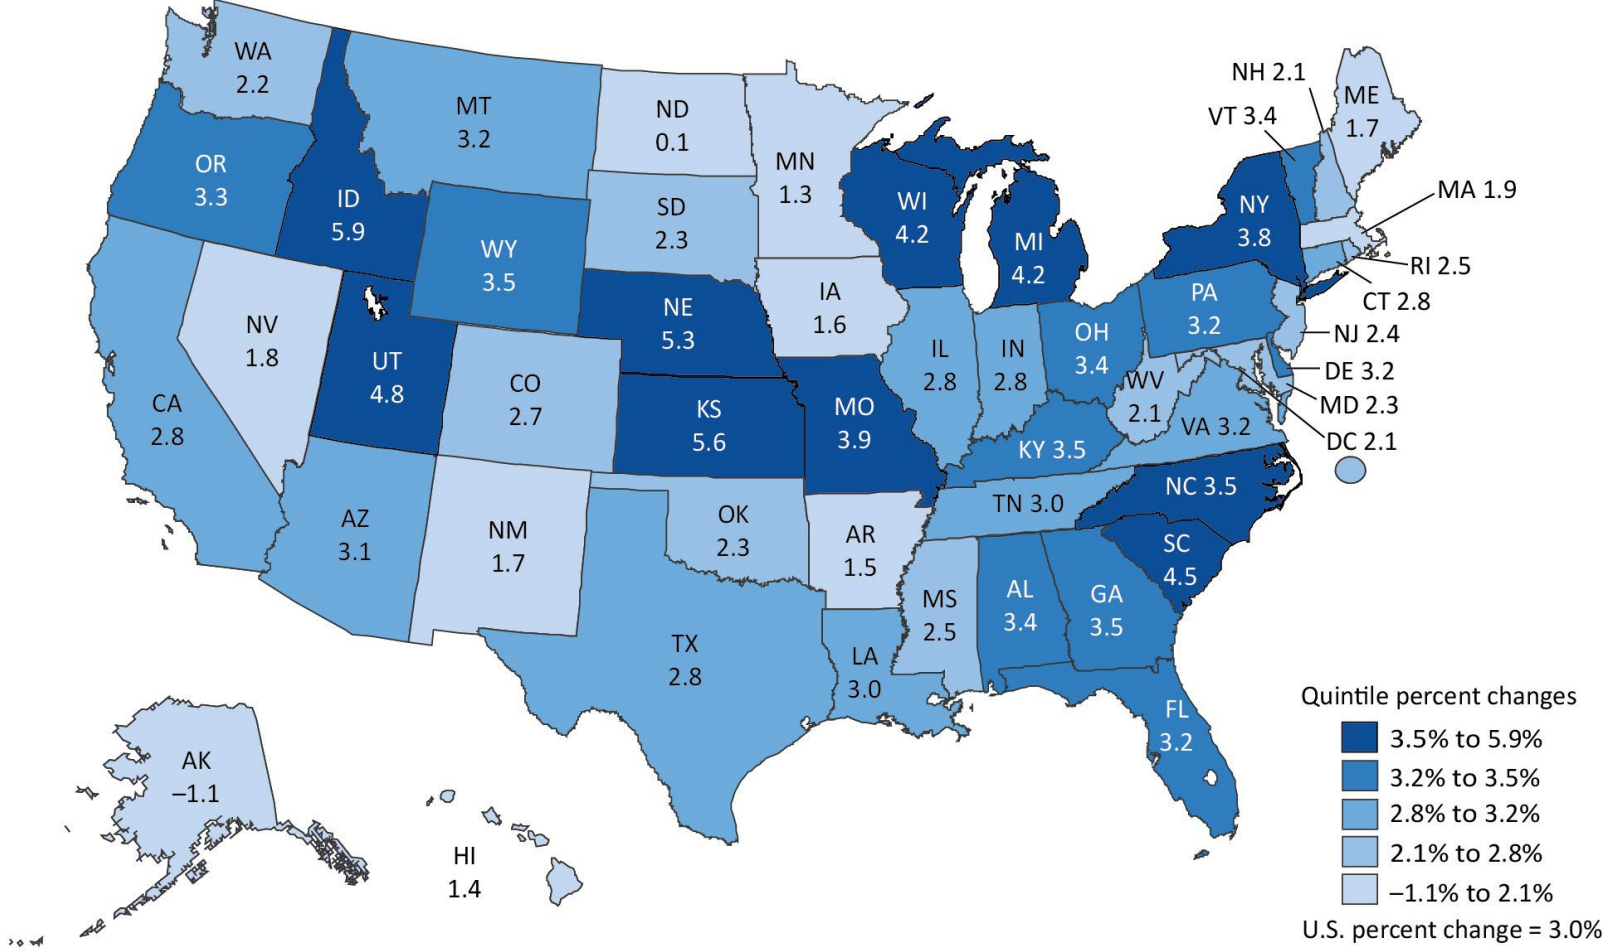 WA
2.2
MT
3.2
ND
0.1
MN
1.3
OR
3.3
ID
5.9
WY
3.5
SD
2.3
WI
4.2
MI
4.2
NY
3.8
NH 2.1
VT 3.4
ME
1.7
MA 1.9
RI 2.5
CT 2.8
NJ 2.4
DE 3.2
MD 2.3
DC 2.1
NV
1.8
UT
4.8
CA
2.8
CO
2.7
NE
5.3
IA
1.6
KS
5.6
MO
3.9
IL
2.8
IN
2.8
OH
3.4
PA
3.2
WV
2.1
VA 3.2
KY 3.5
TN 3.0
NC 3.5
SC
4.5
AZ
3.1
NM
1.7
OK
2.3
AR
1.5
TX
2.8
LA
3.0
MS
2.5
AL
3.4
GA
3.5
FL
3.2
AK
–1.1
HI
1.4
Quintile percent changes
3.5% to 5.9%
3.2% to 3.5%
2.8% to 3.2%
2.1% to 2.8%
–1.1% to 2.1%
U.S. percent change = 3.0%